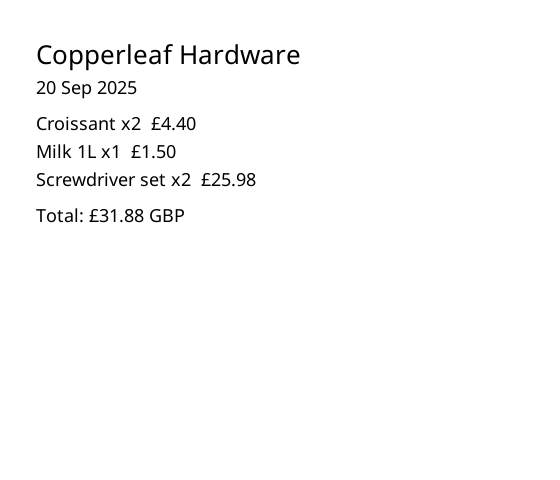 Copperleaf Hardware
20 Sep 2025
Croissant x2  £4.40
Milk 1L x1  £1.50
Screwdriver set x2  £25.98
Total: £31.88 GBP